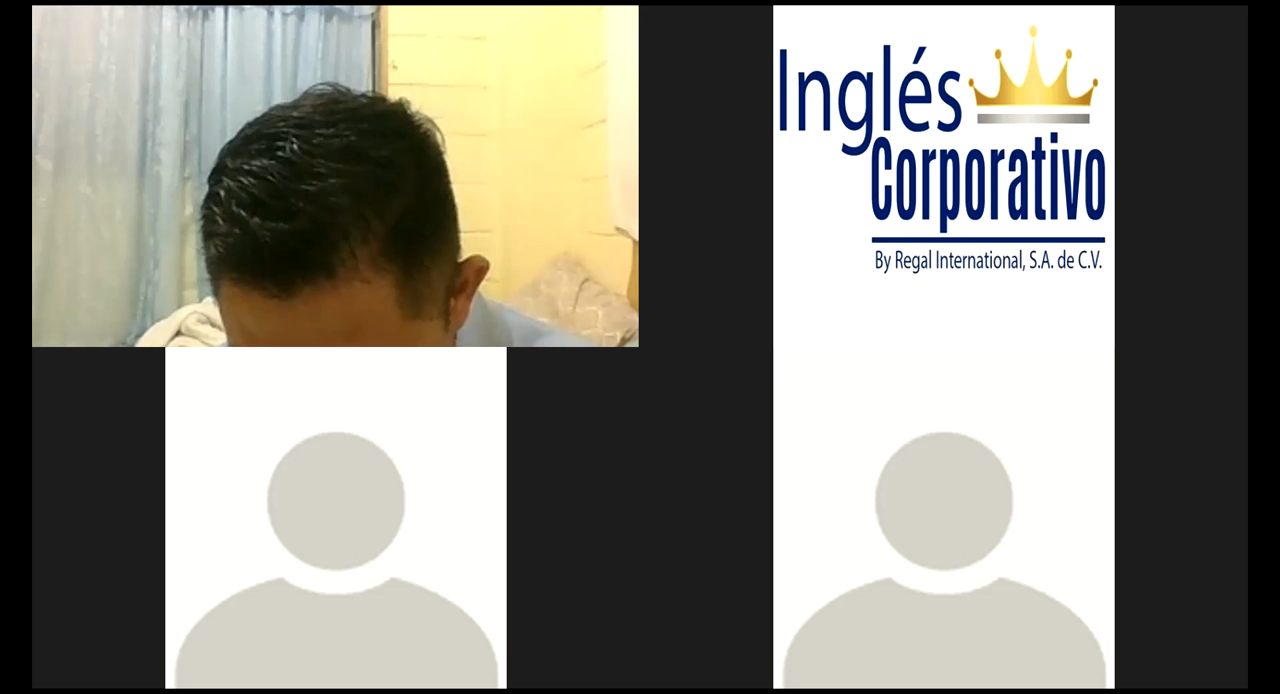 Inglés
Corporativo
By Regal International, S.A. de C.V.